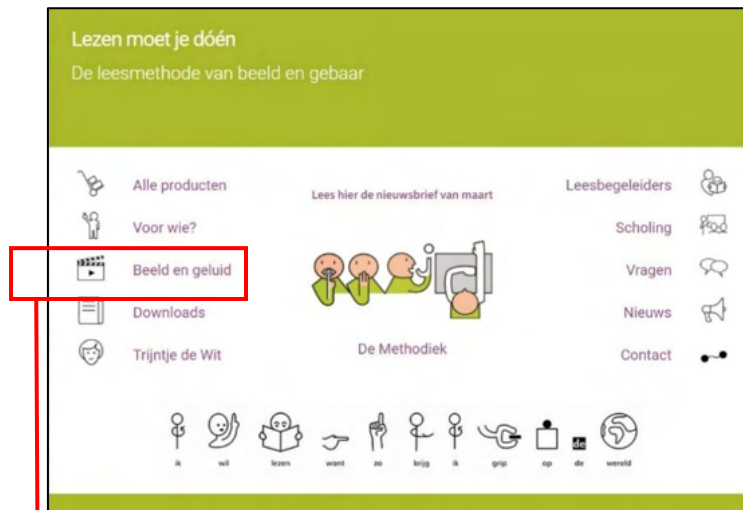 Lezen moet je dóén
De leesmethode van beeld en gebaar
Alle producten
Voor wie?
Beeld en geluid
Downloads
Trijntje de Wit
Lees hier de nieuwsbrief van maart
De Methodiek
Leesbegeleiders
Scholing
Vragen
Nieuws
Contact
ik wil lezen want zo krijg ik grip op de de wereld